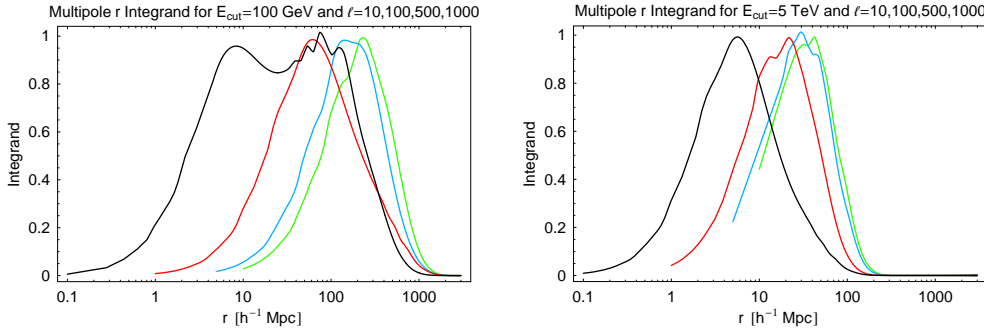 Multipole r Integrand for E_cut=100 GeV and ℓ=10,100,500,1000
Integrand
1
0.8
0.6
0.4
0.2
0
0.1 1 10 100 1000
r [h⁻¹ Mpc]
Multipole r Integrand for E_cut=5 TeV and ℓ=10,100,500,1000
Integrand
1
0.8
0.6
0.4
0.2
0
0.1 1 10 100 1000
r [h⁻¹ Mpc]